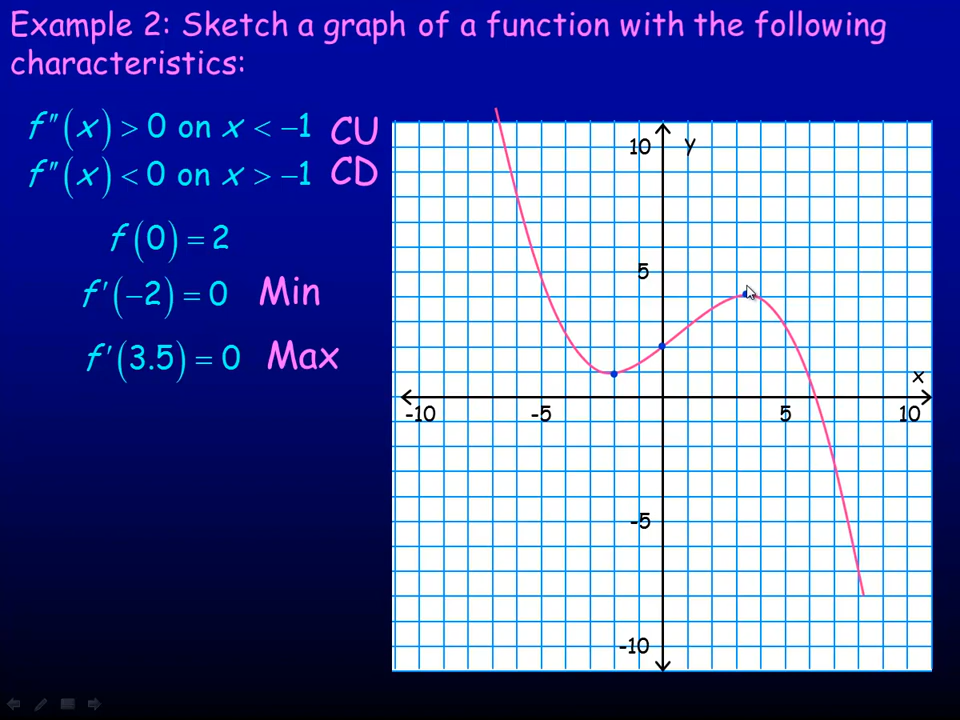 Example 2: Sketch a graph of a function with the following
characteristics:
f″(x) > 0 on x < −1 CU
f″(x) < 0 on x > −1 CD
f(0) = 2
f′(−2) = 0 Min
f′(3.5) = 0 Max
10 y
5
x
-10 -5 5 10
-5
-10